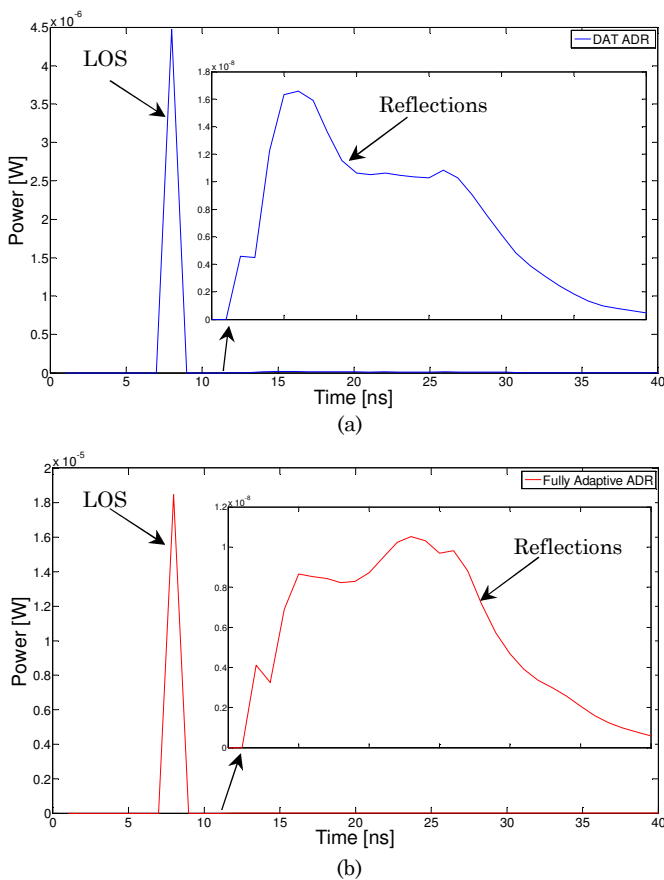 4.5 x 10^-6
DAT ADR
LOS
4
3.5
3
2.5
2
1.5
1
0.5
0
Power [W]
1.8 x10^-8
1.6
1.4
1.2
1
0.8
0.6
0.4
0.2
0
Reflections
0 5 10 15 20 25 30 35 40
Time [ns]
(a)
2 x 10^-5
Fully Adaptive ADR
LOS
1.8
1.6
1.4
1.2
1
0.8
0.6
0.4
0.2
0
Power [W]
1.2 x10^-8
1
0.8
0.6
0.4
0.2
0
Reflections
0 5 10 15 20 25 30 35 40
Time [ns]
(b)